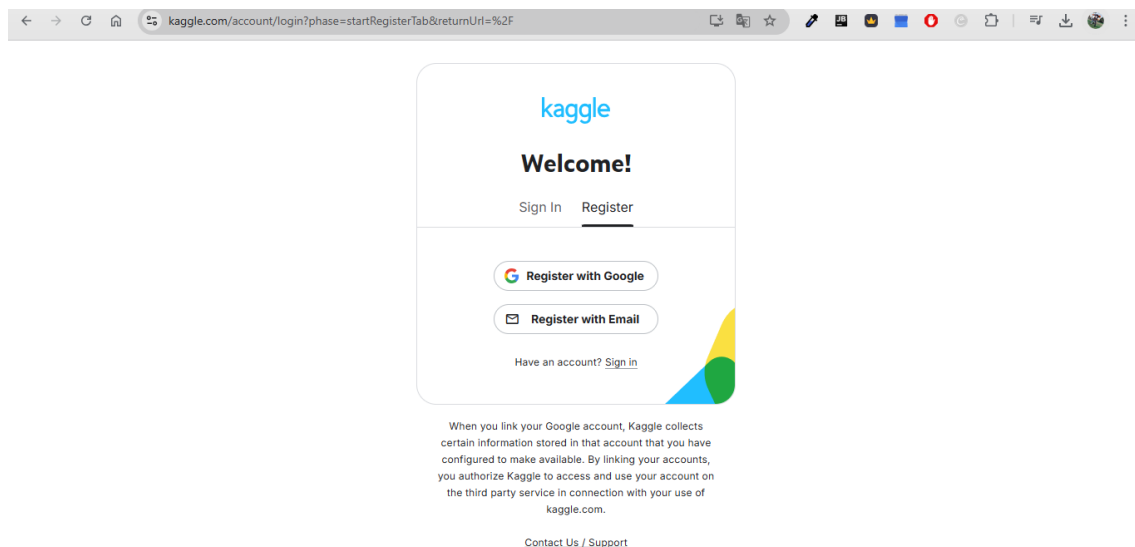 kaggle.com/account/login?phase=startRegisterTab&returnUrl=%2F
JB
kaggle
Welcome!
Sign In Register
Register with Google
Register with Email
Have an account? Sign in
When you link your Google account, Kaggle collects
certain information stored in that account that you have
configured to make available. By linking your accounts,
you authorize Kaggle to access and use your account on
the third party service in connection with your use of
kaggle.com.
Contact Us / Support